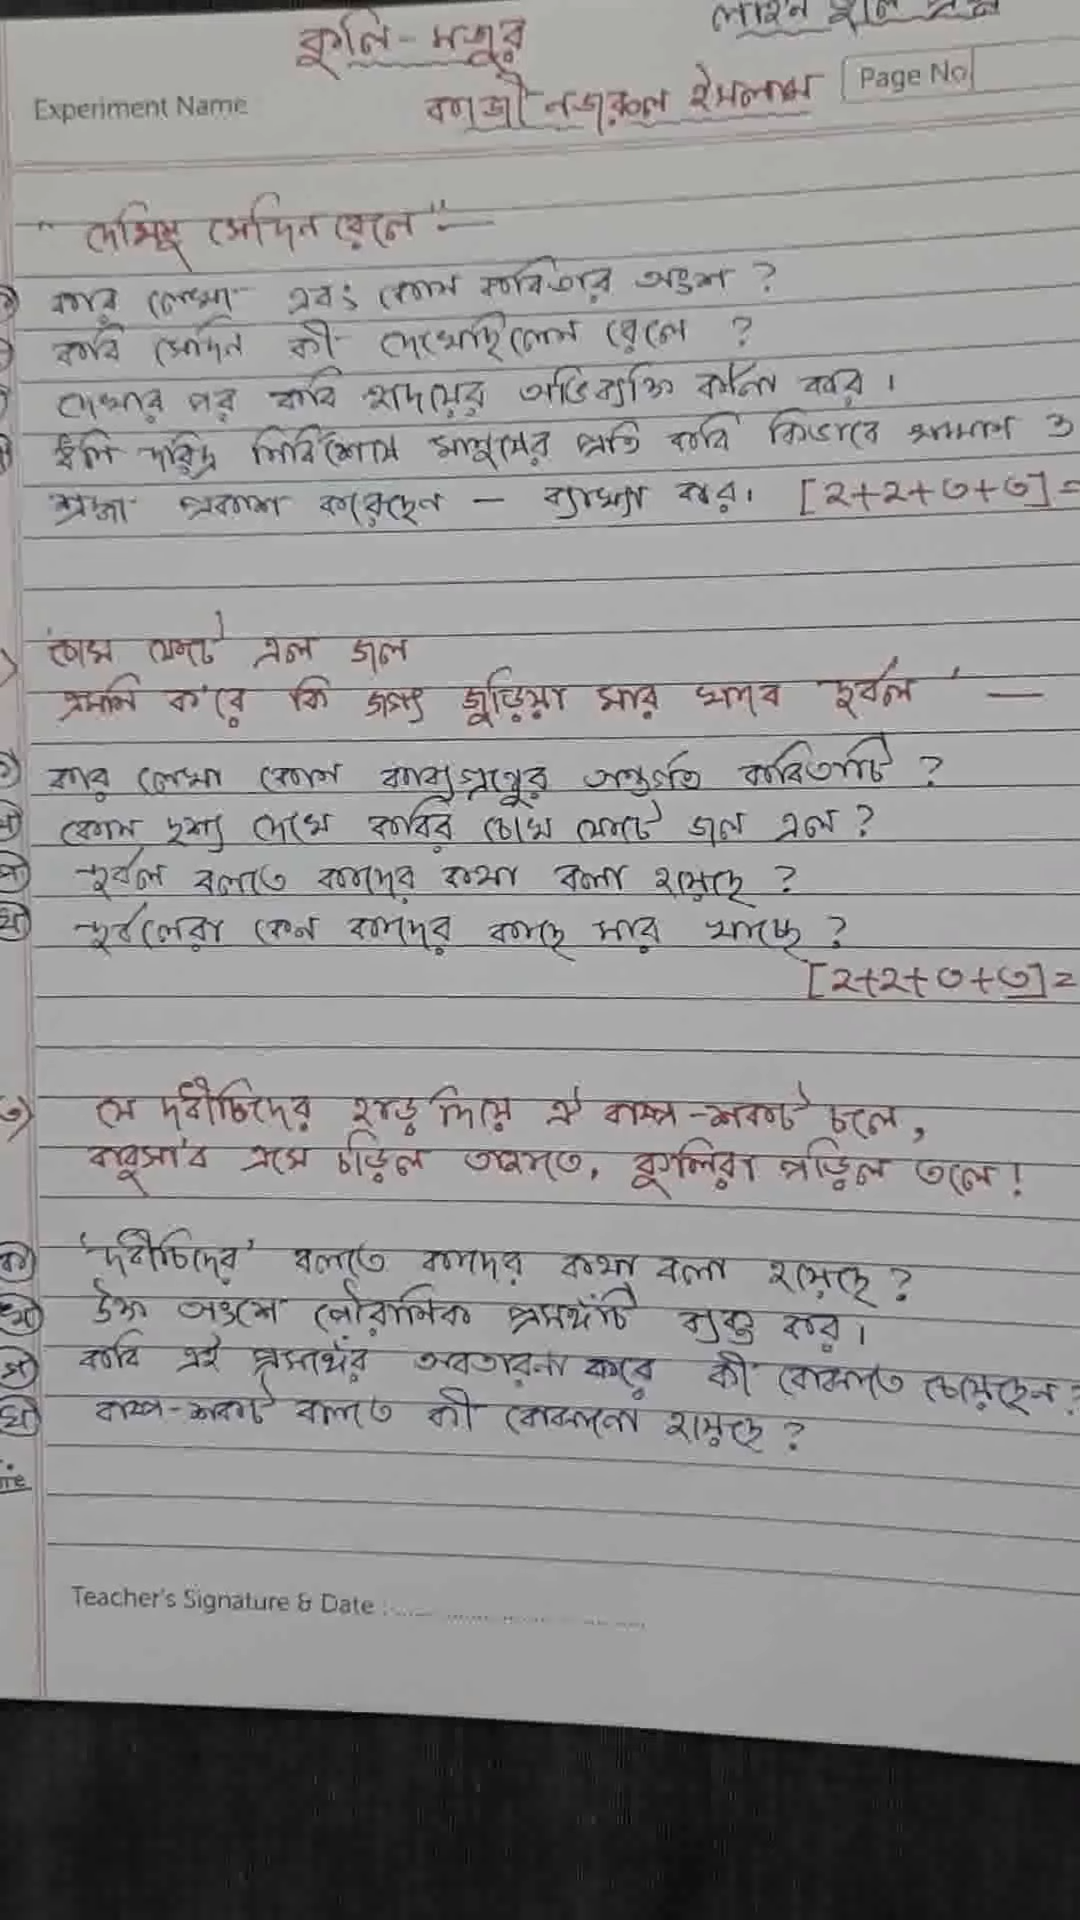 কুলি-মজুর
কাজী নজরুল ইসলাম
Page No
Experiment Name
"দেখিনু সেদিন রেলে" —
কার লেখা এবং কোন কবিতার অংশ ?
কবি সেদিন কী দেখেছিলেন রেলে ?
দেখার পর কবি হৃদয়ের অভিব্যক্তি বর্ণনা কর ।
দরিদ্র নির্বিশেষে মানুষের প্রতি কবি কিভাবে সম্মান ও
শ্রদ্ধা প্রকাশ করেছেন – ব্যাখ্যা কর। [২+২+৩+৩] =
'চোখ ফেটে এল জল
এমনি ক'রে কি জগৎ জুড়িয়া মার খাবে দুর্বল' —
কার লেখা কোন কাব্যগ্রন্থের অন্তর্গত কবিতাটি ?
কোন দৃশ্য দেখে কবির চোখ ফেটে জল এল ?
গ) দুর্বল বলতে কাদের কথা বলা হয়েছে ?
ঘ) দুর্বলেরা কেন কাদের কাছে মার খাচ্ছে ?
[২+২+৩+৩] =
৩) যে দধীচিদের হাড় দিয়ে ঐ বাষ্প-শকট চলে,
বাবুসা'ব এসে চড়িল তাহাতে, কুলিরা পড়িল তলে !
ক) 'দধীচিদের' বলতে কাদের কথা বলা হয়েছে ?
খ) উক্ত অংশে পৌরাণিক প্রসঙ্গটি ব্যক্ত কর ।
গ) কবি এই প্রসঙ্গের অবতারনা করে কী বোঝাতে চেয়েছেন ?
ঘ) বাষ্প-শকট বলতে কী বোঝানো হয়েছে ?
Teacher's Signature & Date :